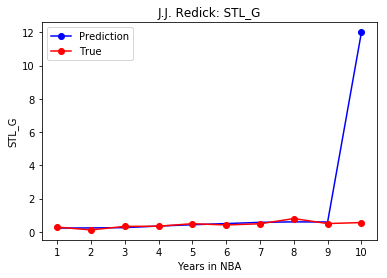 J.J. Redick: STL_G
Prediction
True
12
10
8
6
4
2
0
STL_G
1 2 3 4 5 6 7 8 9 10
Years in NBA